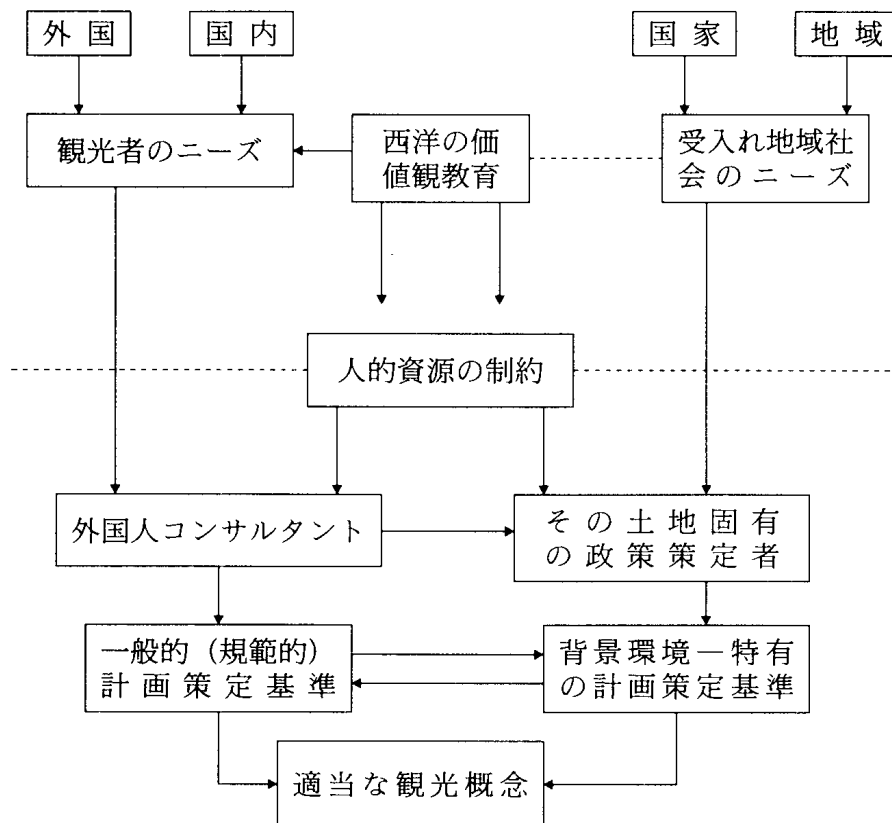 外国
国内
国家
地域
観光者のニーズ
西洋の価
値観教育
受入れ地域社
会のニーズ
人的資源の制約
外国人コンサルタント
その土地固有
の政策策定者
一般的（規範的）
計画策定基準
背景環境―特有
の計画策定基準
適当な観光概念